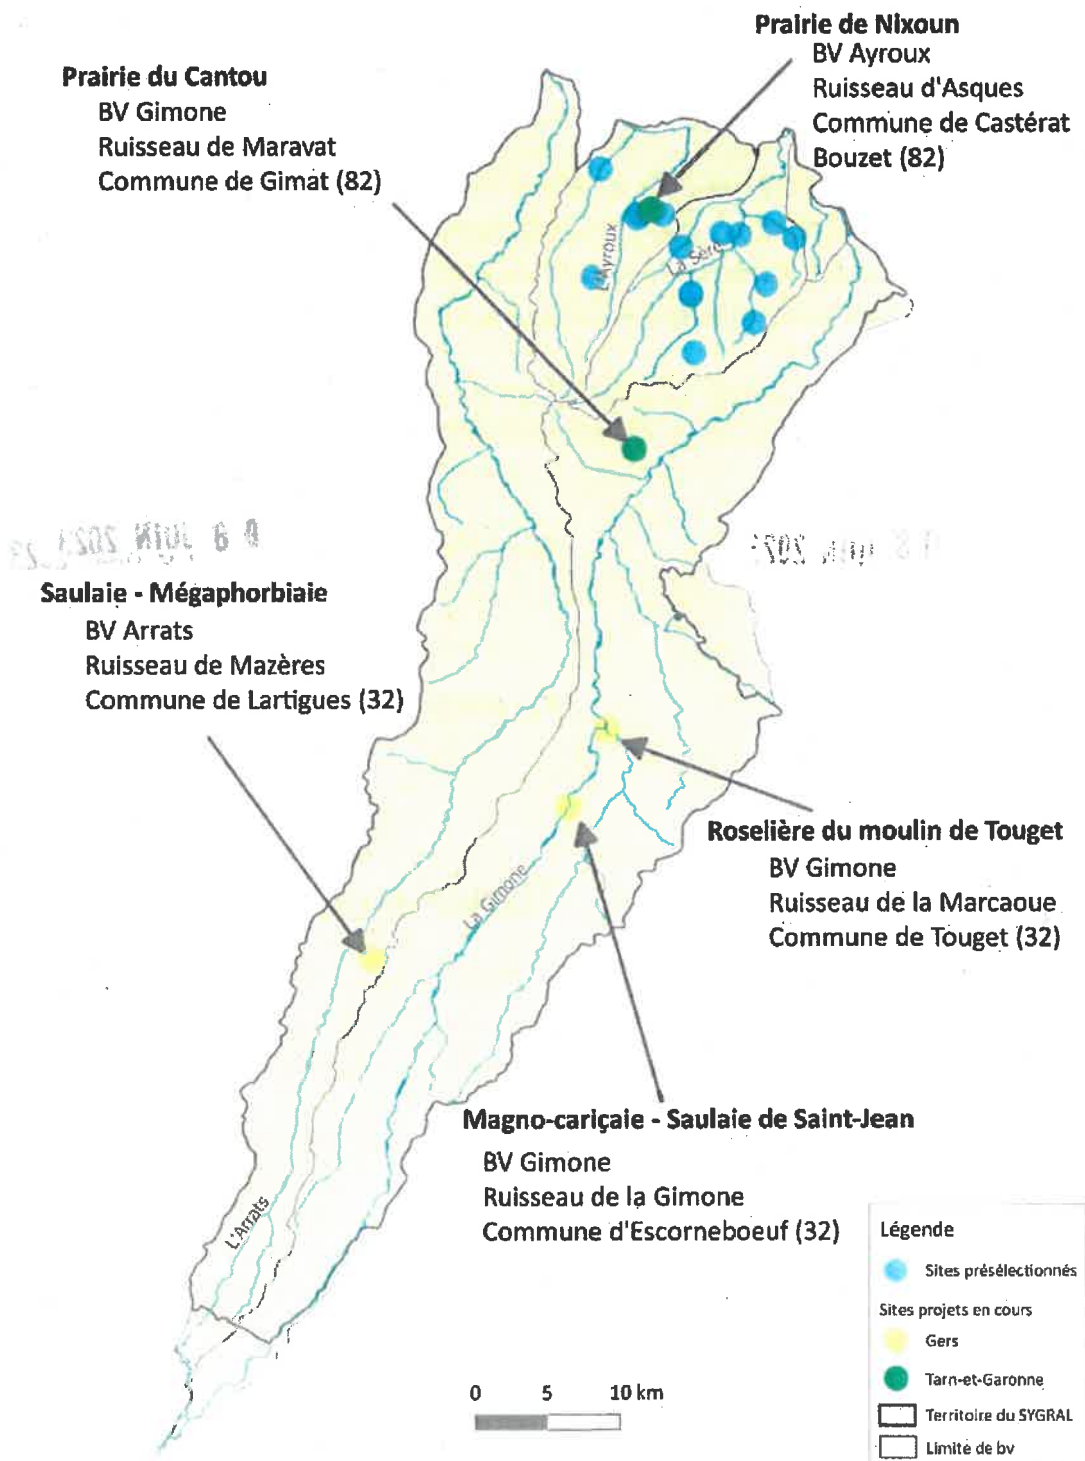 Prairie de Nixoun
BV Ayroux
Ruisseau d'Asques
Commune de Castérat
Bouzet (82)
Prairie du Cantou
BV Gimone
Ruisseau de Maravat
Commune de Gimat (82)
L'Ayroux
La Sère
Saulaie - Mégaphorbiaie
BV Arrats
Ruisseau de Mazères
Commune de Lartigues (32)
Roselière du moulin de Touget
BV Gimone
Ruisseau de la Marcaoue
Commune de Touget (32)
La Gimone
Magno-cariçaie - Saulaie de Saint-Jean
BV Gimone
Ruisseau de la Gimone
Commune d'Escorneboeuf (32)
L'Arrats
Légende
Sites présélectionnés
Sites projets en cours
Gers
Tarn-et-Garonne
Territoire du SYGRAL
Limite de bv
0 5 10 km